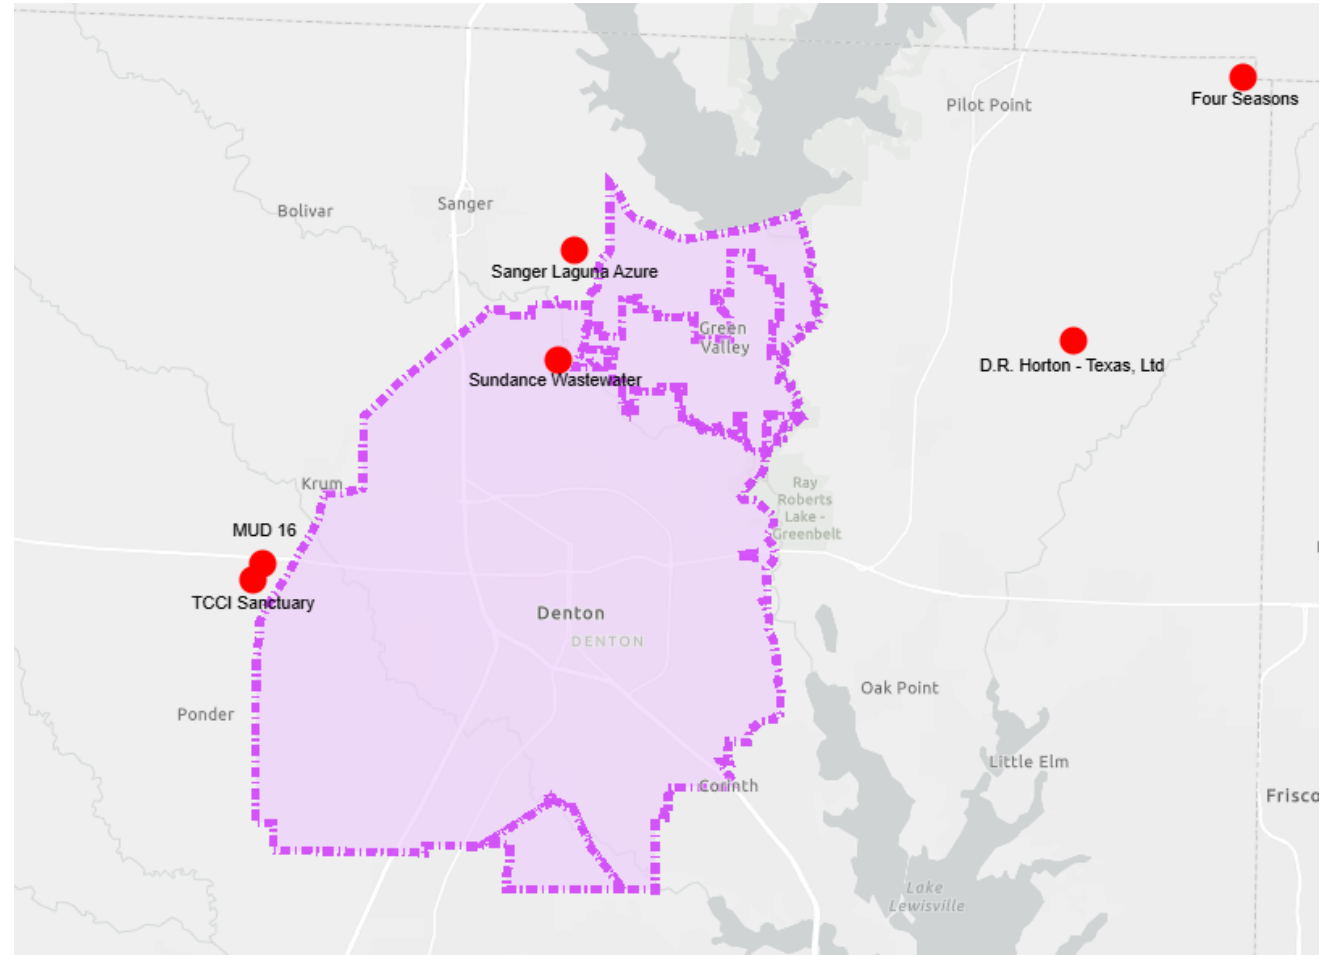 Four Seasons
Pilot Point
Bolivar
Sanger
Sanger Laguna Azure
Green
Valley
D.R. Horton - Texas, Ltd
Sundance Wastewater
Krum
Ray
Roberts
Lake -
Greenbelt
MUD 16
TCCI Sanctuary
Denton
DENTON
Oak Point
Ponder
Little Elm
Corinth
Frisco
Lake
Lewisville